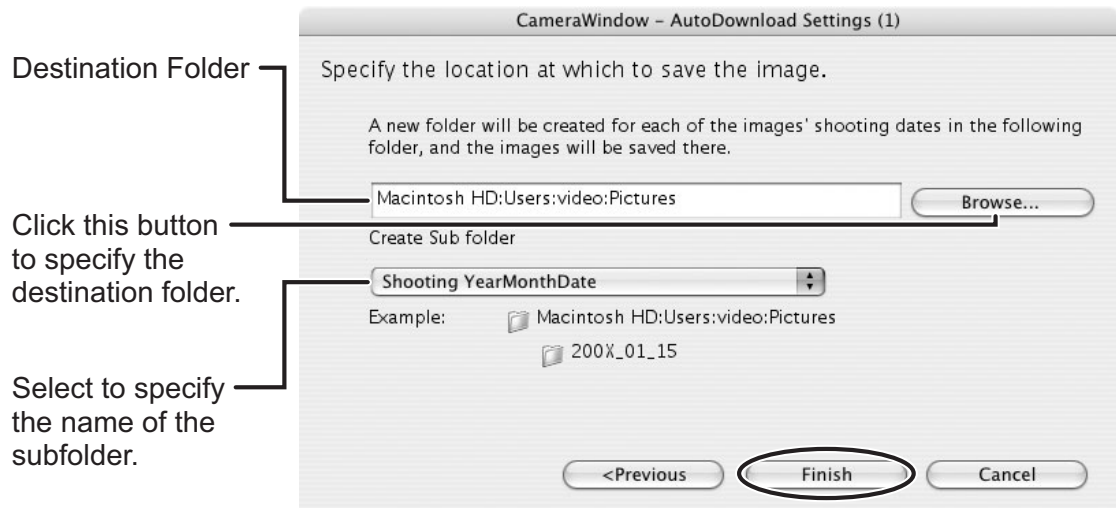 CameraWindow – AutoDownload Settings (1)
Destination Folder
Specify the location at which to save the image.
A new folder will be created for each of the images' shooting dates in the following
folder, and the images will be saved there.
Macintosh HD:Users:video:Pictures
Browse...
Click this button
to specify the
destination folder.
Create Sub folder
Shooting YearMonthDate
Example:
Macintosh HD:Users:video:Pictures
200X_01_15
Select to specify
the name of the
subfolder.
<Previous
Finish
Cancel